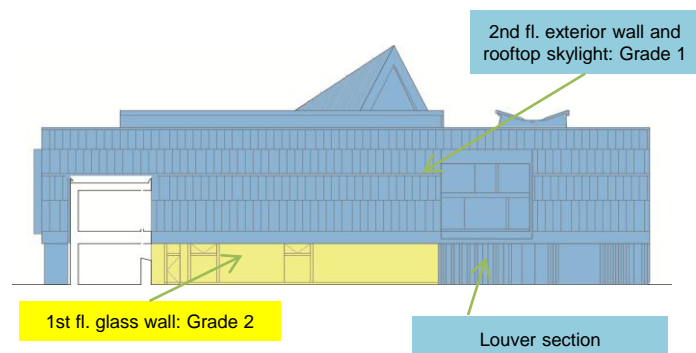 2nd fl. exterior wall and
rooftop skylight: Grade 1
1st fl. glass wall: Grade 2
Louver section